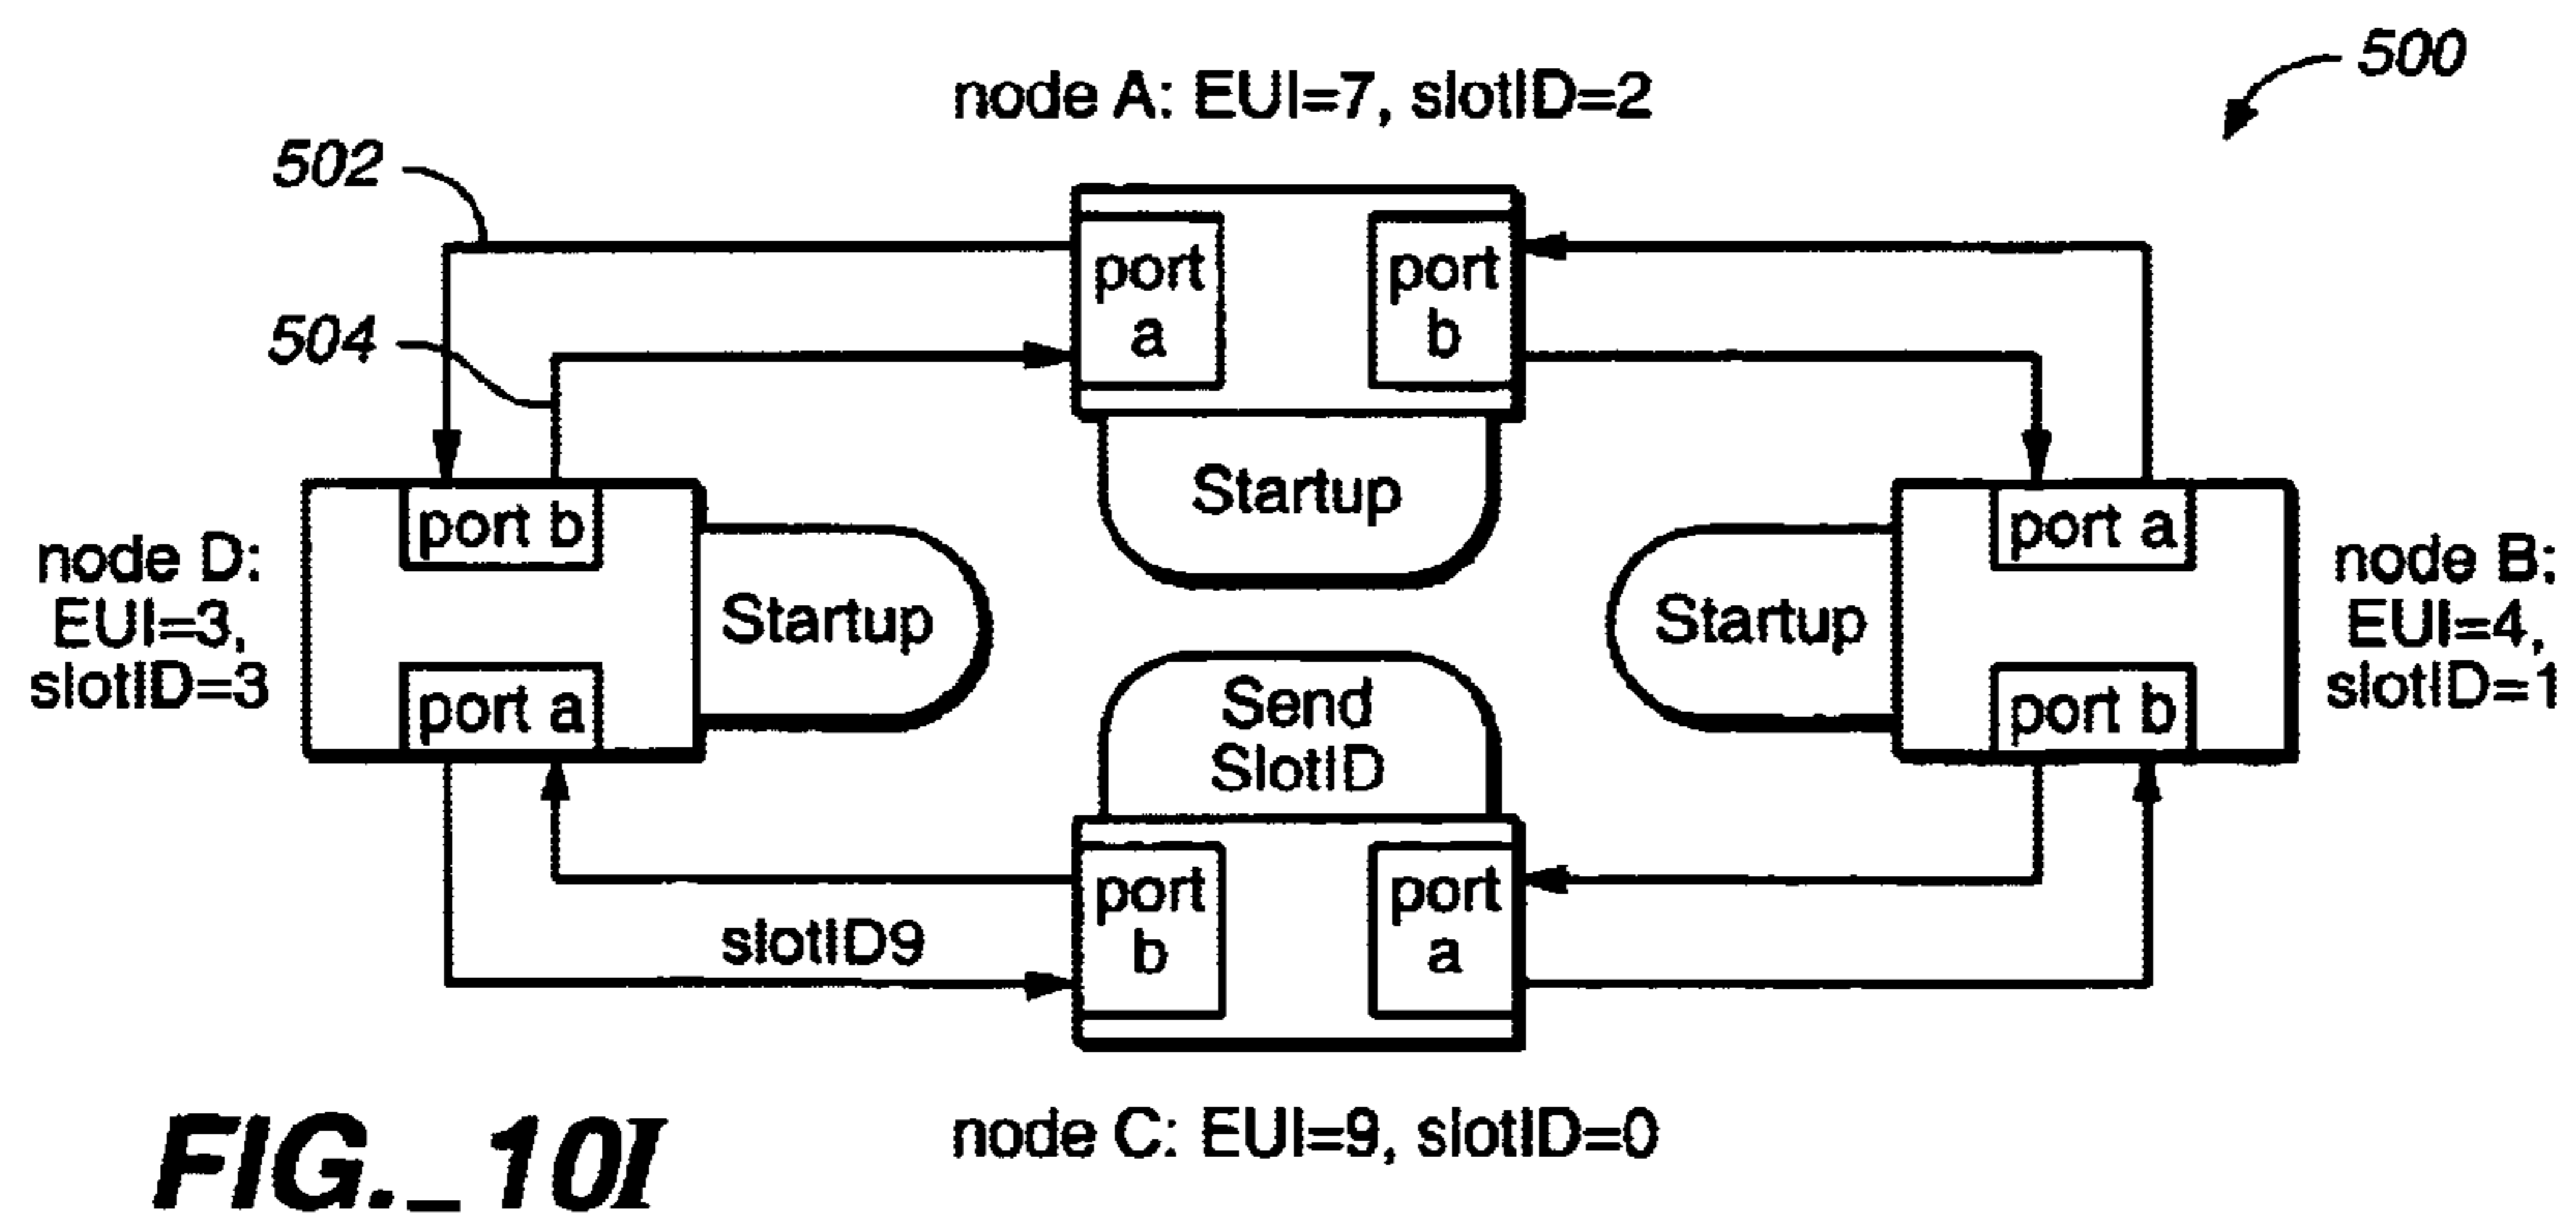 500
node A: EUI=7, slotID=2
502
port
a
port
b
504
Startup
port b
port a
node D:
EUI=3,
slotID=3
Startup
Startup
node B:
EUI=4,
slotID=1
port a
Send
SlotID
port b
port
b
port
a
slotID9
node C: EUI=9, slotID=0
FIG._10I